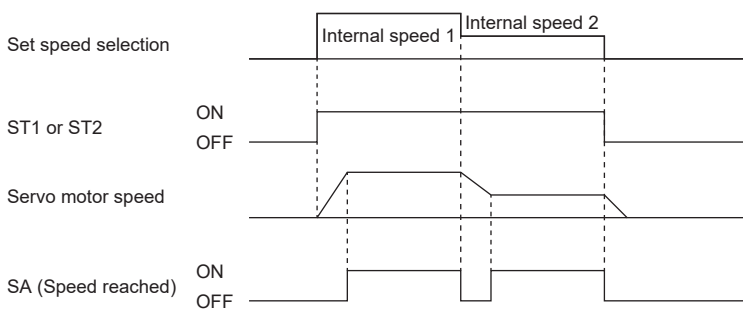 Set speed selection
Internal speed 1
Internal speed 2
ST1 or ST2
ON
OFF
Servo motor speed
SA (Speed reached)
ON
OFF